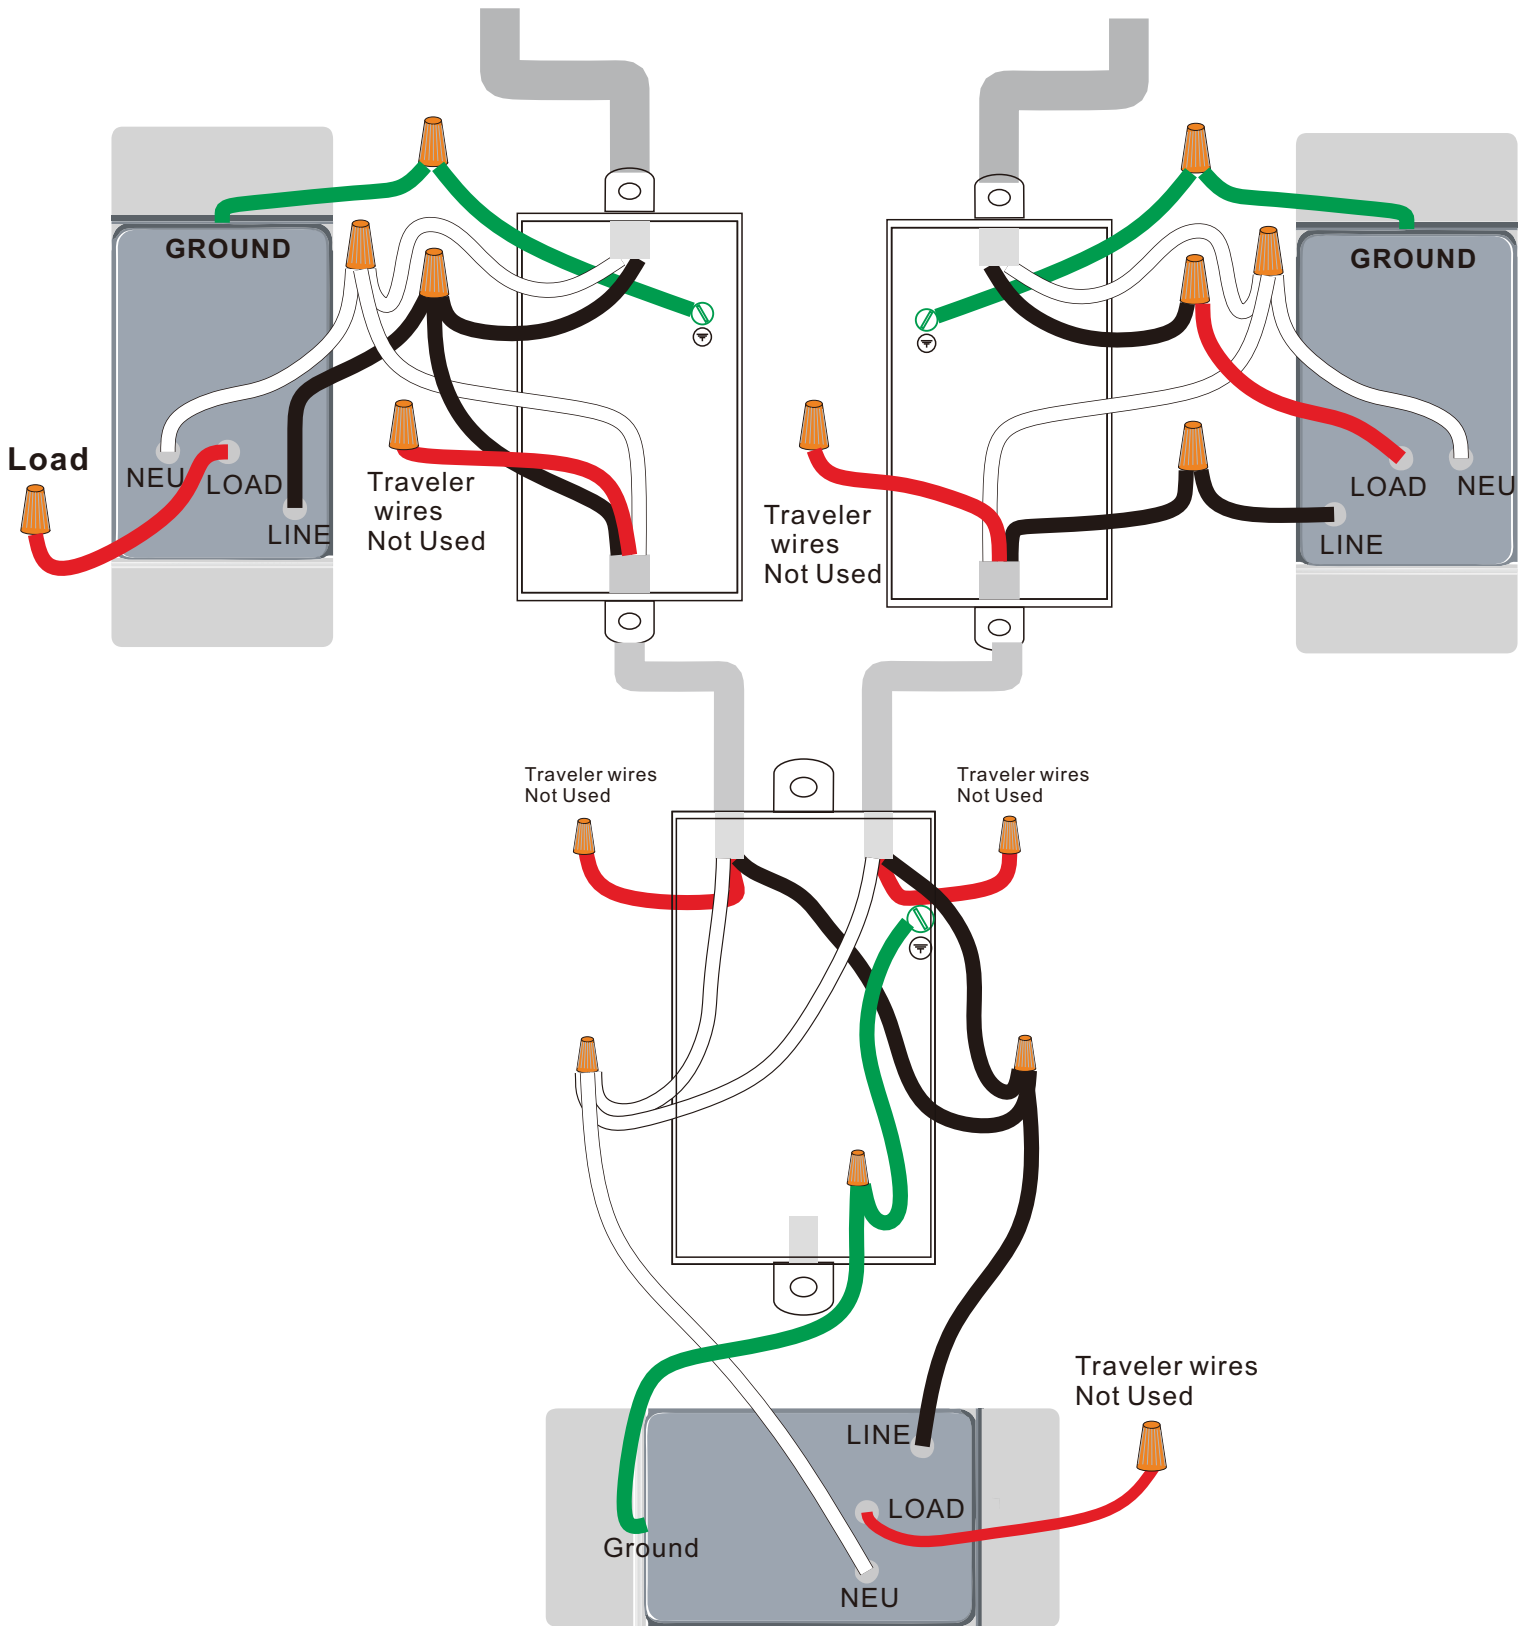 GROUND
GROUND
Load
NEU
LOAD
LINE
Traveler
wires
Not Used
Traveler
wires
Not Used
LOAD
NEU
LINE
Traveler wires
Not Used
Traveler wires
Not Used
Traveler wires
Not Used
LINE
LOAD
Ground
NEU